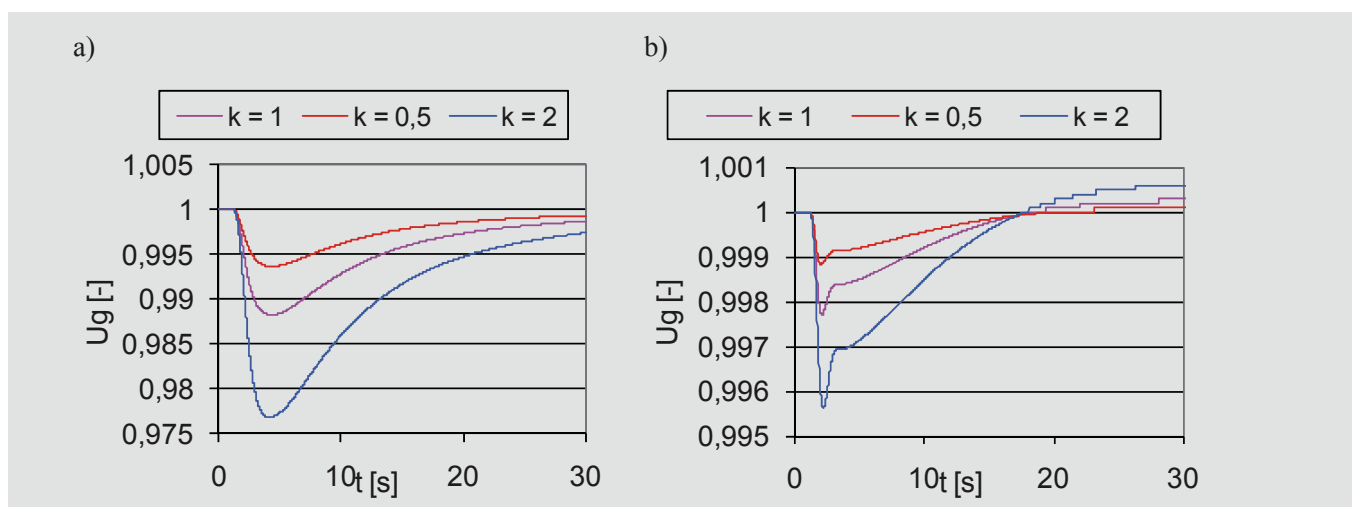 a)
k = 1 k = 0,5 k = 2
1,005
1
0,995
0,99
0,985
0,98
0,975
Ug [-]
0 10 20 30
t [s]
b)
k = 1 k = 0,5 k = 2
1,001
1
0,999
0,998
0,997
0,996
0,995
Ug [-]
0 10 20 30
t [s]